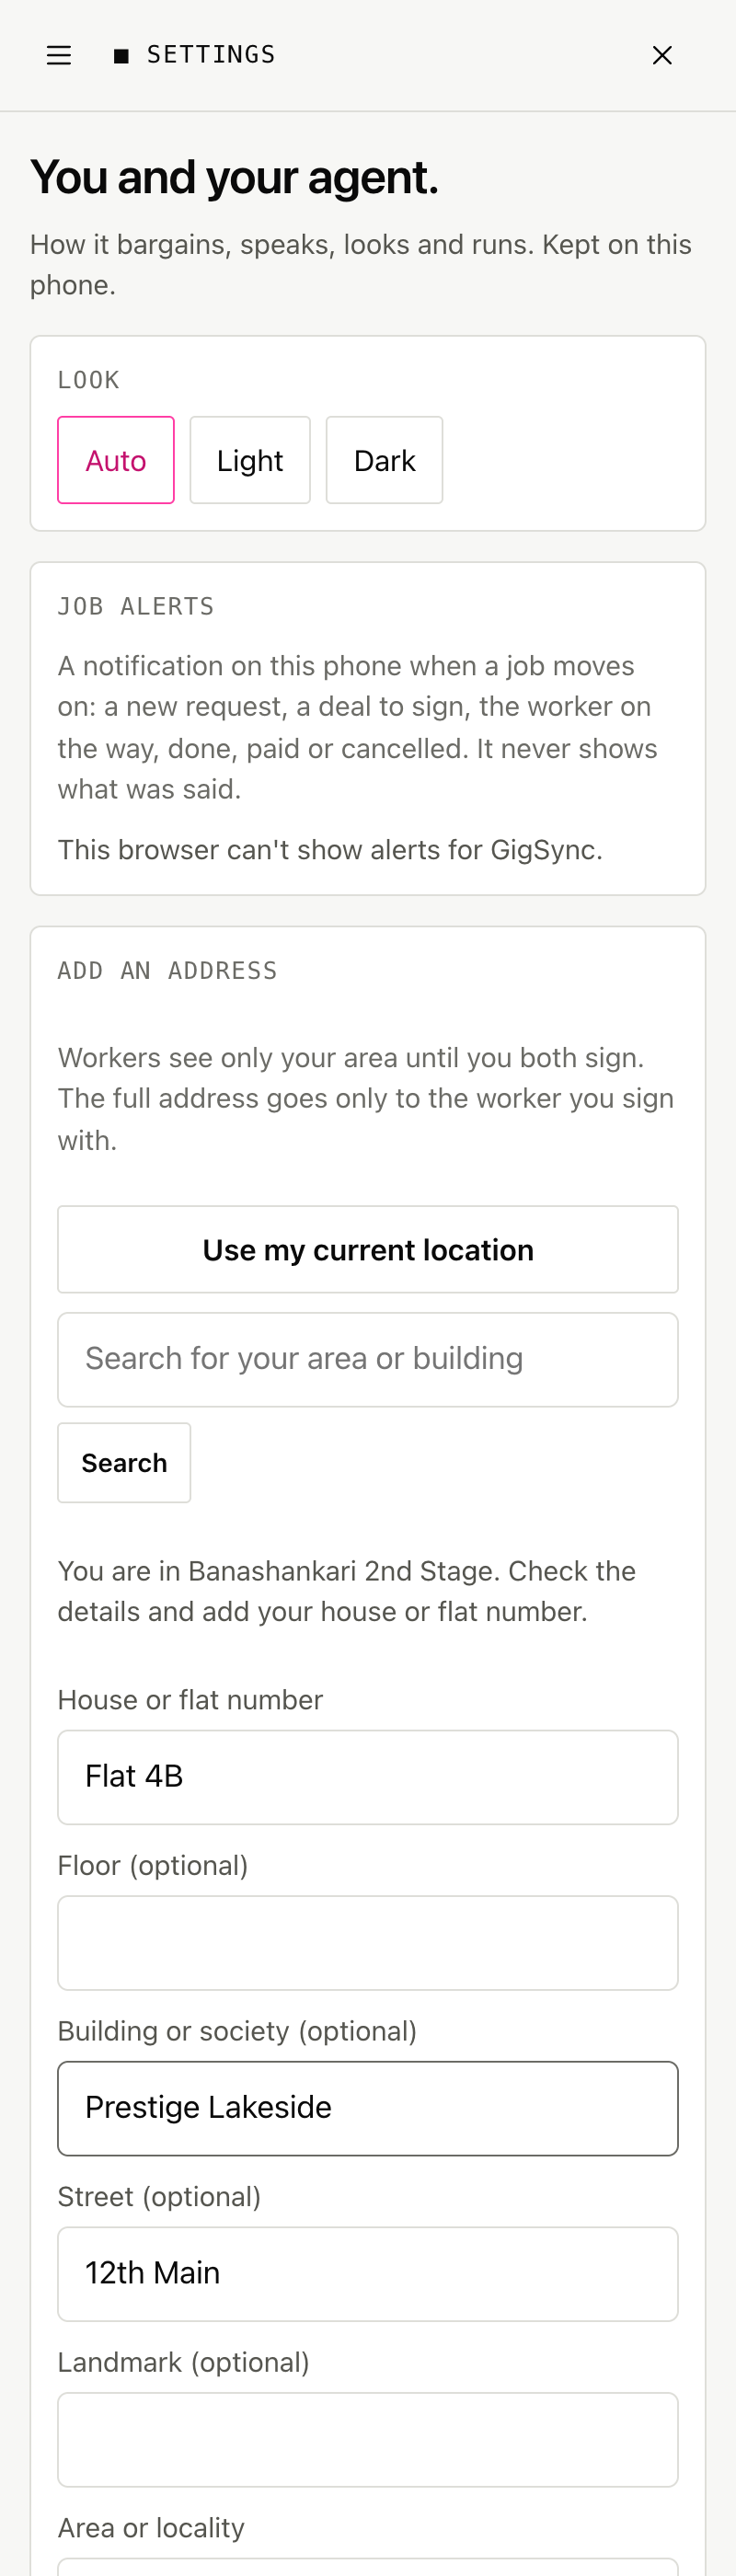 SETTINGS
You and your agent.
How it bargains, speaks, looks and runs. Kept on this
phone.
LOOK
Auto Light Dark
JOB ALERTS
A notification on this phone when a job moves
on: a new request, a deal to sign, the worker on
the way, done, paid or cancelled. It never shows
what was said.
This browser can't show alerts for GigSync.
ADD AN ADDRESS
Workers see only your area until you both sign.
The full address goes only to the worker you sign
with.
Use my current location
Search for your area or building
Search
You are in Banashankari 2nd Stage. Check the
details and add your house or flat number.
House or flat number
Flat 4B
Floor (optional)
Building or society (optional)
Prestige Lakeside
Street (optional)
12th Main
Landmark (optional)
Area or locality